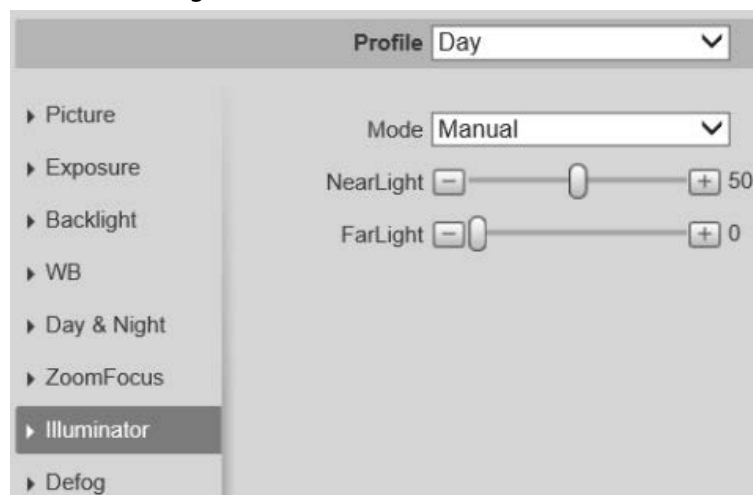 Profile Day
Picture
Exposure
Backlight
WB
Day & Night
ZoomFocus
Illuminator
Defog
Mode Manual
NearLight 50
FarLight 0